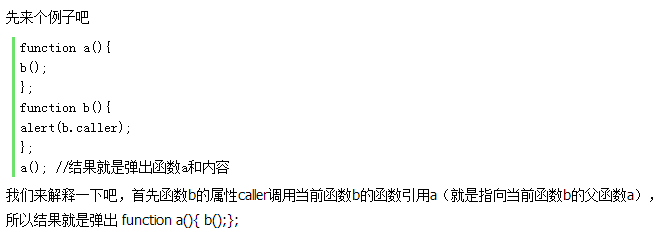 先来个例子吧
function a(){
b();
};
function b(){
alert(b.caller);
};
a(); //结果就是弹出函数a和内容
我们来解释一下吧，首先函数b的属性caller调用当前函数b的函数引用a（就是指向当前函数b的父函数a），
所以结果就是弹出 function a(){ b();};